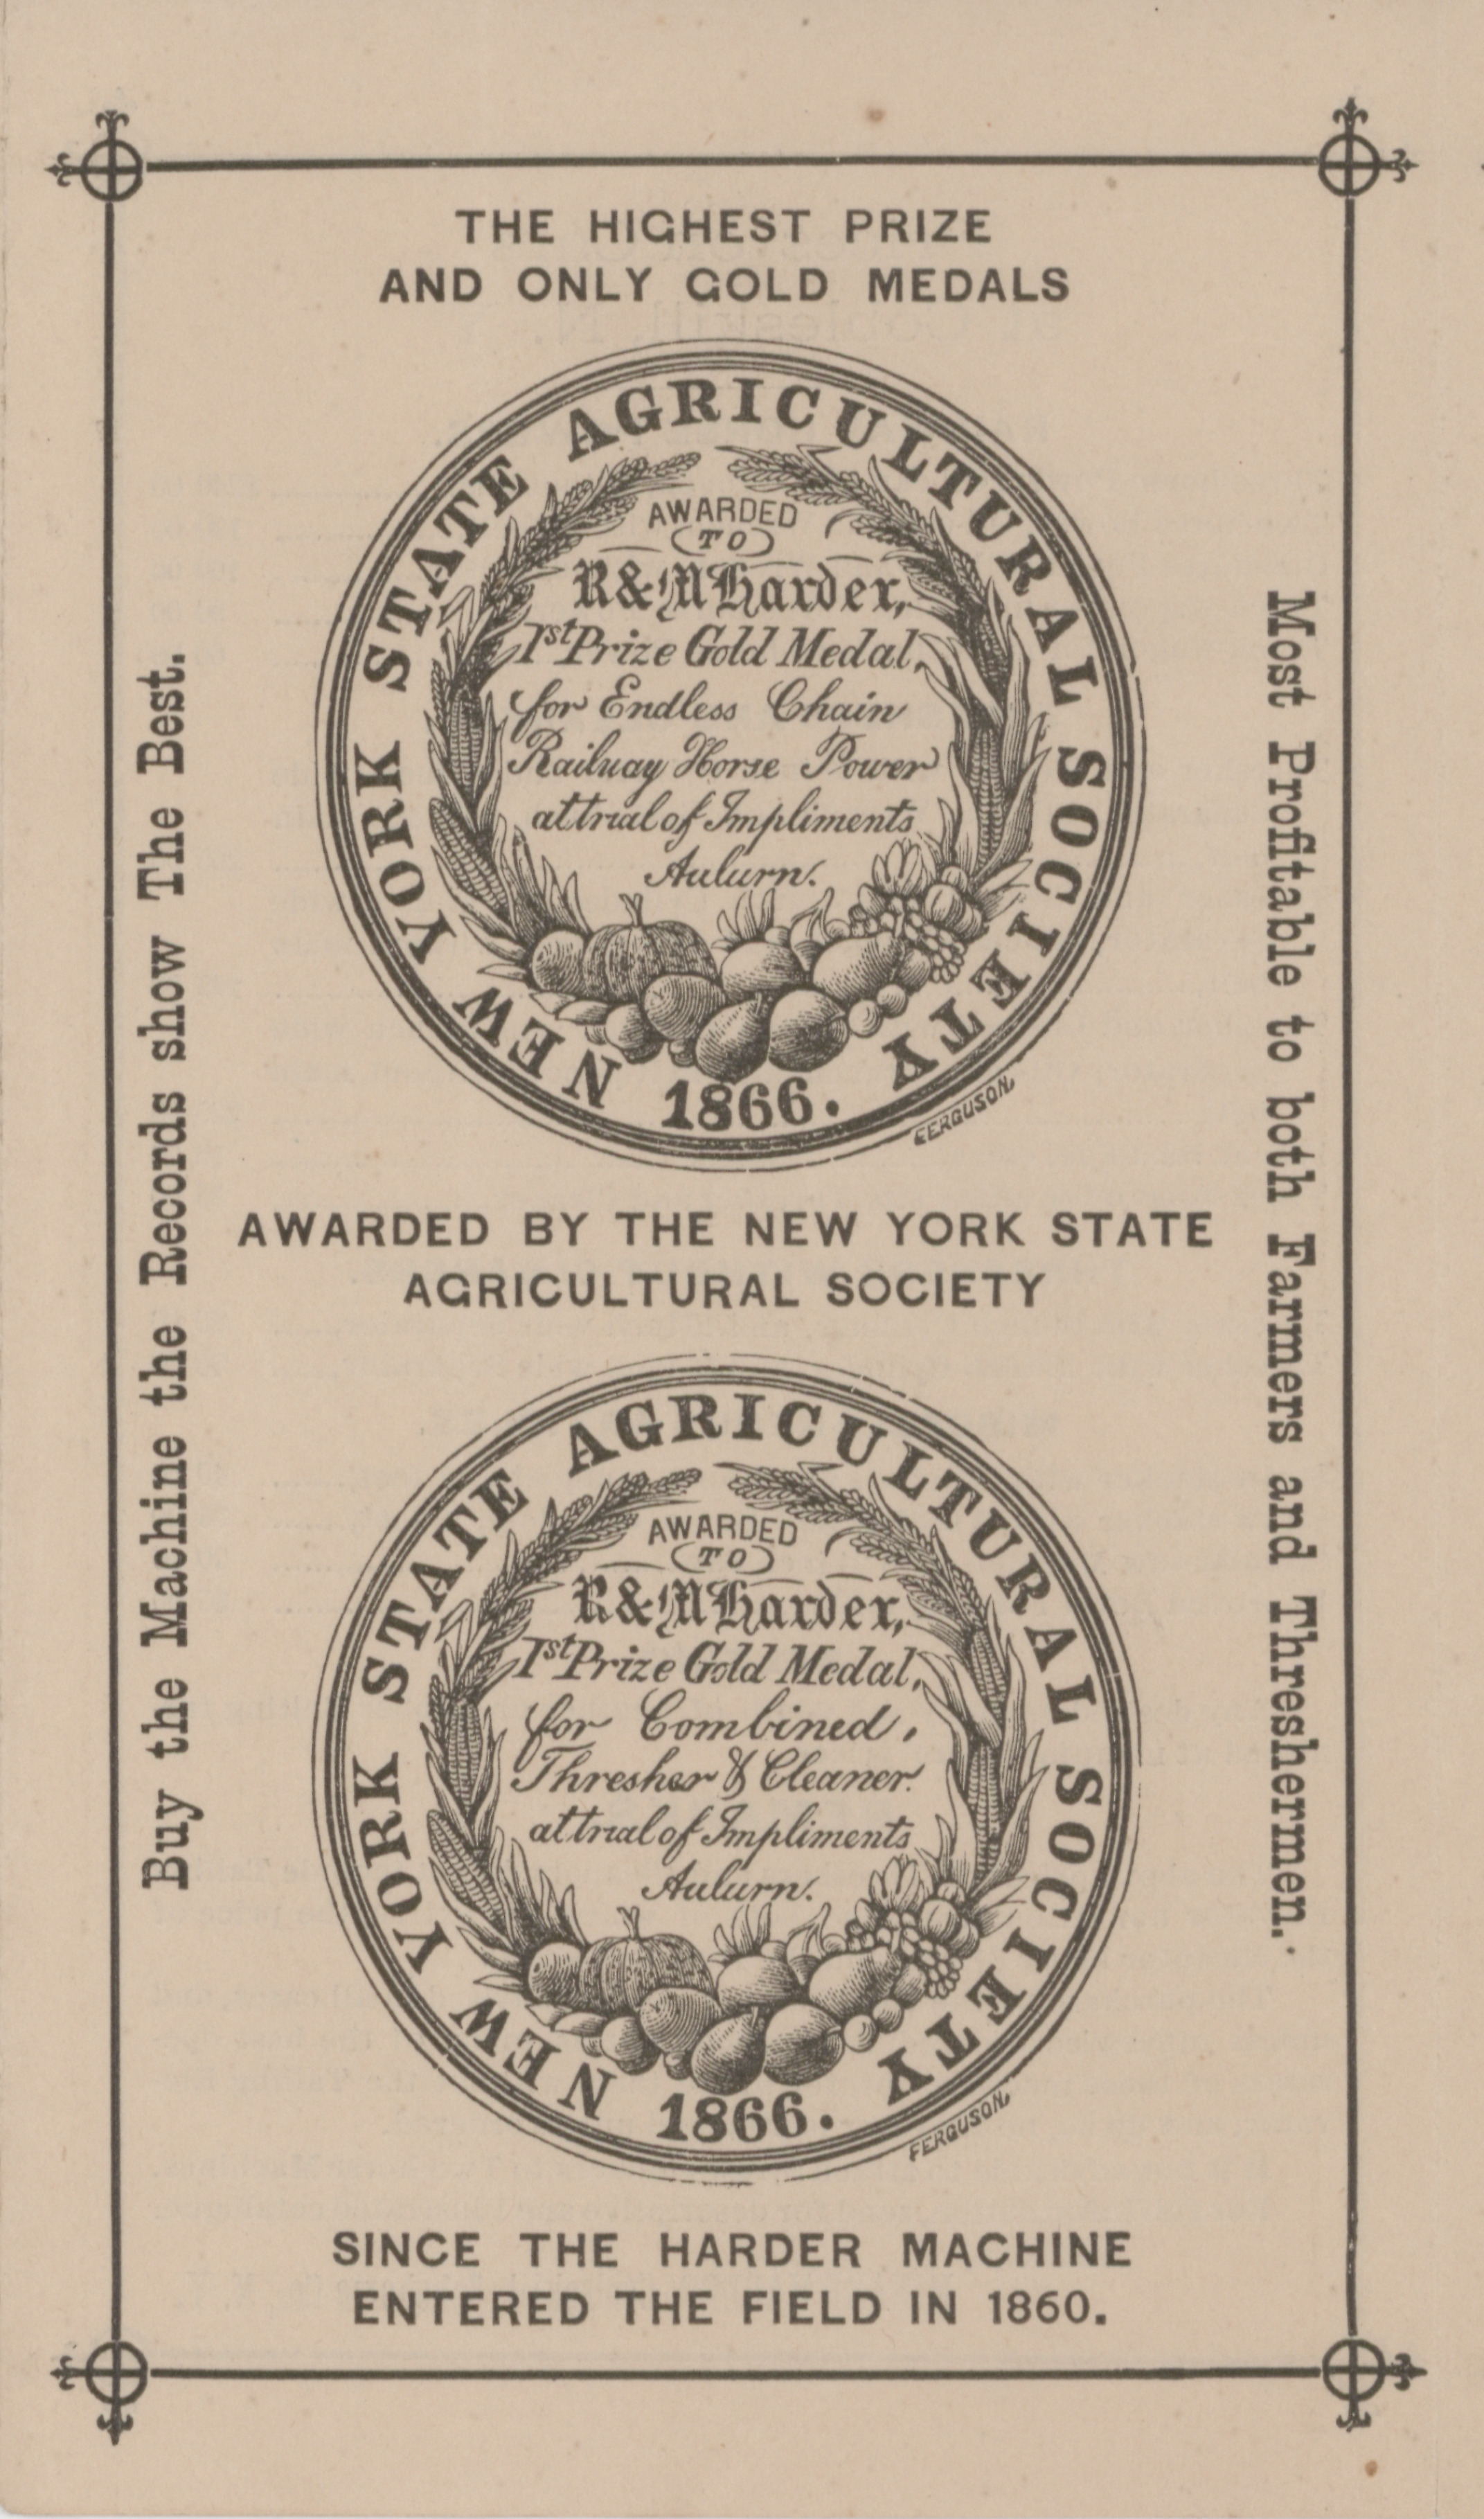 THE HIGHEST PRIZE
AND ONLY GOLD MEDALS
NEW YORK STATE AGRICULTURAL SOCIETY
AWARDED
TO
R & M Harder,
1st Prize Gold Medal,
for Endless Chain
Railway Horse Power
at trial of Impliments
Auburn.
1866.
FERGUSON.
AWARDED BY THE NEW YORK STATE
AGRICULTURAL SOCIETY
NEW YORK STATE AGRICULTURAL SOCIETY
AWARDED
TO
R & M Harder,
1st Prize Gold Medal,
for Combined,
Thresher & Cleaner.
at trial of Impliments
Auburn.
1866.
FERGUSON.
SINCE THE HARDER MACHINE
ENTERED THE FIELD IN 1860.
Buy the Machine the Records show The Best.
Most Profitable to both Farmers and Threshermen.